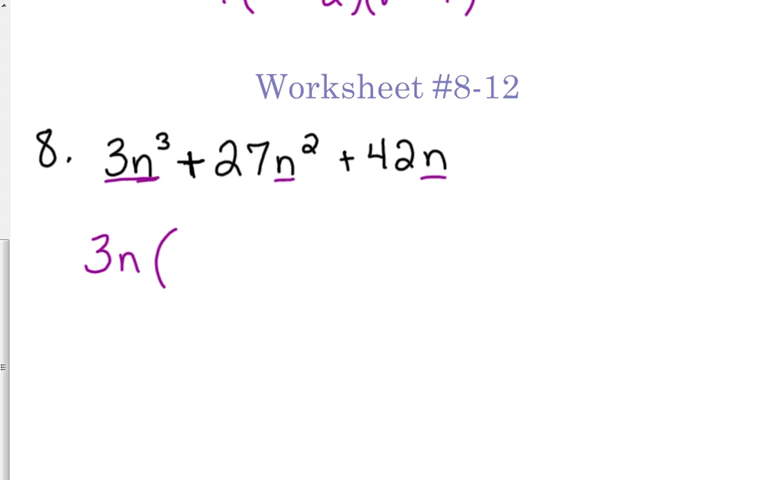 Worksheet #8-12
8. 3n³ + 27n² + 42n
3n (